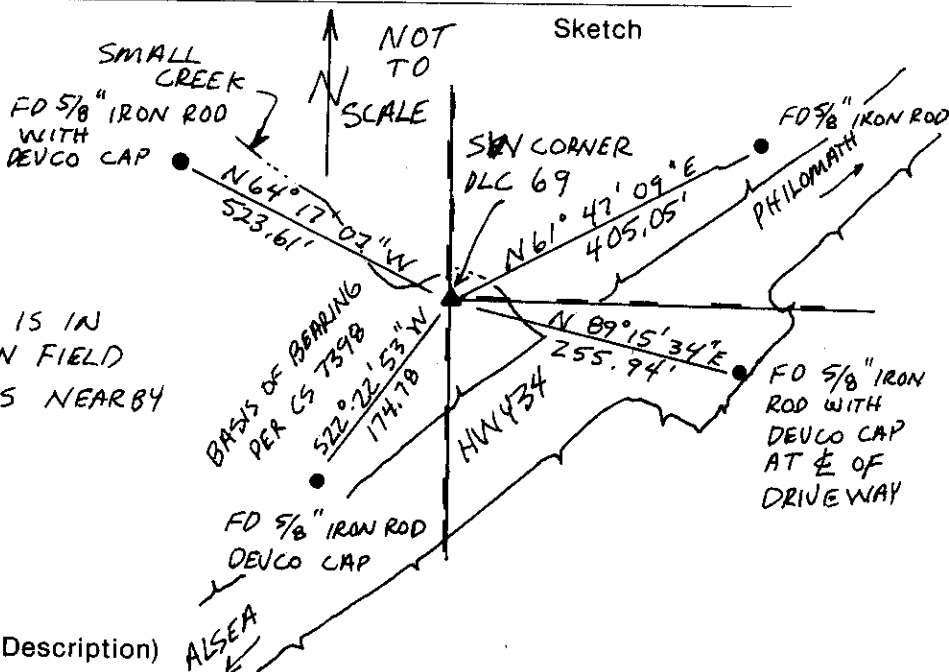 Sketch
NOT
TO
SCALE
N
SMALL
CREEK
FD 5/8" IRON ROD
WITH
DEVCO CAP
N64°17'07"W
523.61'
SW CORNER
DLC 69
FD 5/8" IRON ROD
N61°47'09"E
405.05'
PHILOMATH
IS IN
N FIELD
S NEARBY
BASIS OF BEARING
PER CS 7398
S22°22'53"W
174.78
HWY34
N 89°15'34"E
255.94'
FD 5/8" IRON
ROD WITH
DEVCO CAP
AT ℄ OF
DRIVEWAY
FD 5/8" IRON ROD
DEVCO CAP
Description)
ALSEA